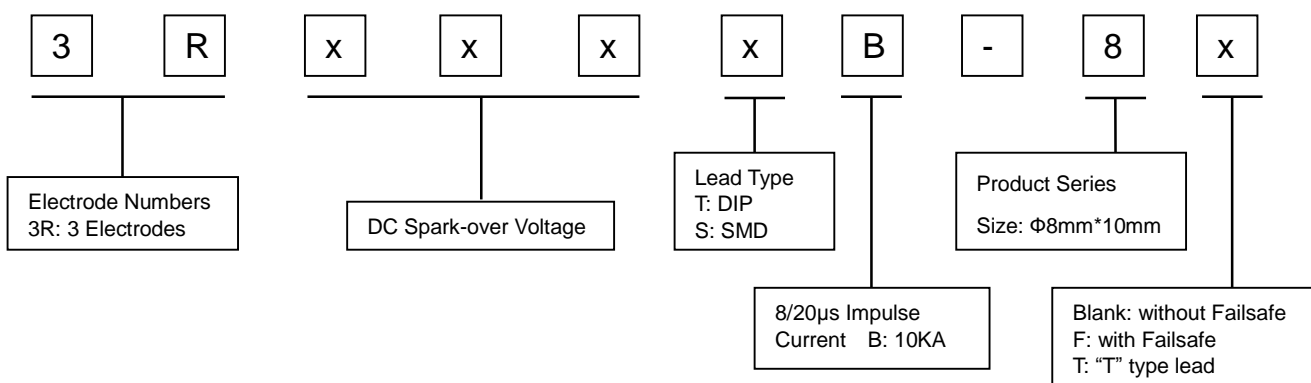 3 R x x x x B - 8 x
Electrode Numbers
3R: 3 Electrodes
DC Spark-over Voltage
Lead Type
T: DIP
S: SMD
Product Series
Size: Φ8mm*10mm
8/20μs Impulse
Current B: 10KA
Blank: without Failsafe
F: with Failsafe
T: “T” type lead